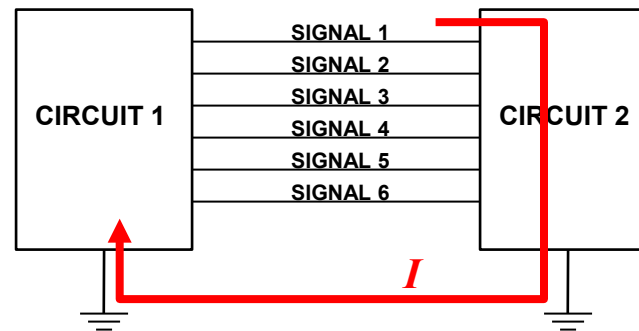 SIGNAL 1
SIGNAL 2
SIGNAL 3
CIRCUIT 1
CIRCUIT 2
SIGNAL 4
SIGNAL 5
SIGNAL 6
I